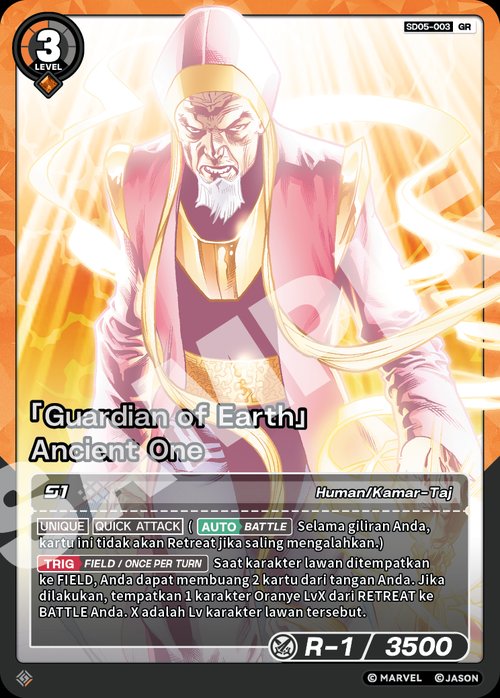 SD05-003 GR
3
LEVEL
「Guardian of Earth」
Ancient One
SAMPLE
S1 Human/Kamar-Taj
UNIQUE QUICK ATTACK ( AUTO BATTLE Selama giliran Anda,
kartu ini tidak akan Retreat jika saling mengalahkan.)
TRIG FIELD / ONCE PER TURN Saat karakter lawan ditempatkan
ke FIELD, Anda dapat membuang 2 kartu dari tangan Anda. Jika
dilakukan, tempatkan 1 karakter Oranye LvX dari RETREAT ke
BATTLE Anda. X adalah Lv karakter lawan tersebut.
R-1 / 3500
© MARVEL © JASON